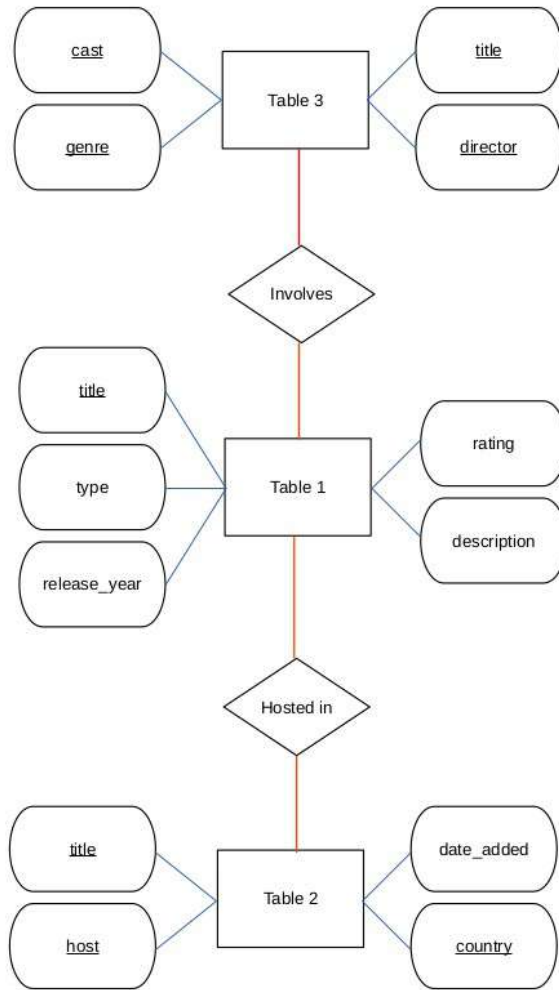 cast
title
Table 3
genre
director
Involves
title
rating
type
Table 1
description
release_year
Hosted in
title
date_added
Table 2
host
country